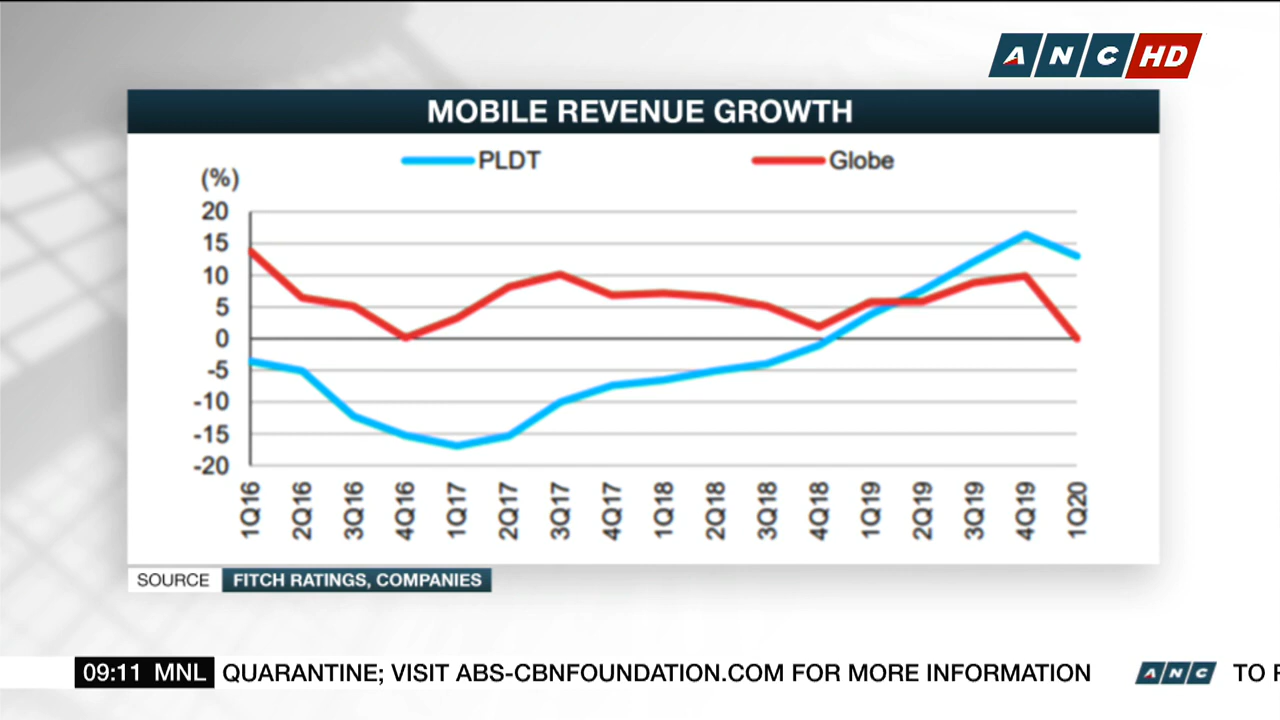 ANC HD
MOBILE REVENUE GROWTH
PLDT Globe
(%)
20
15
10
5
0
-5
-10
-15
-20
1Q16 2Q16 3Q16 4Q16 1Q17 2Q17 3Q17 4Q17 1Q18 2Q18 3Q18 4Q18 1Q19 2Q19 3Q19 4Q19 1Q20
SOURCE FITCH RATINGS, COMPANIES
09:11 MNL QUARANTINE; VISIT ABS-CBNFOUNDATION.COM FOR MORE INFORMATION ANC TO